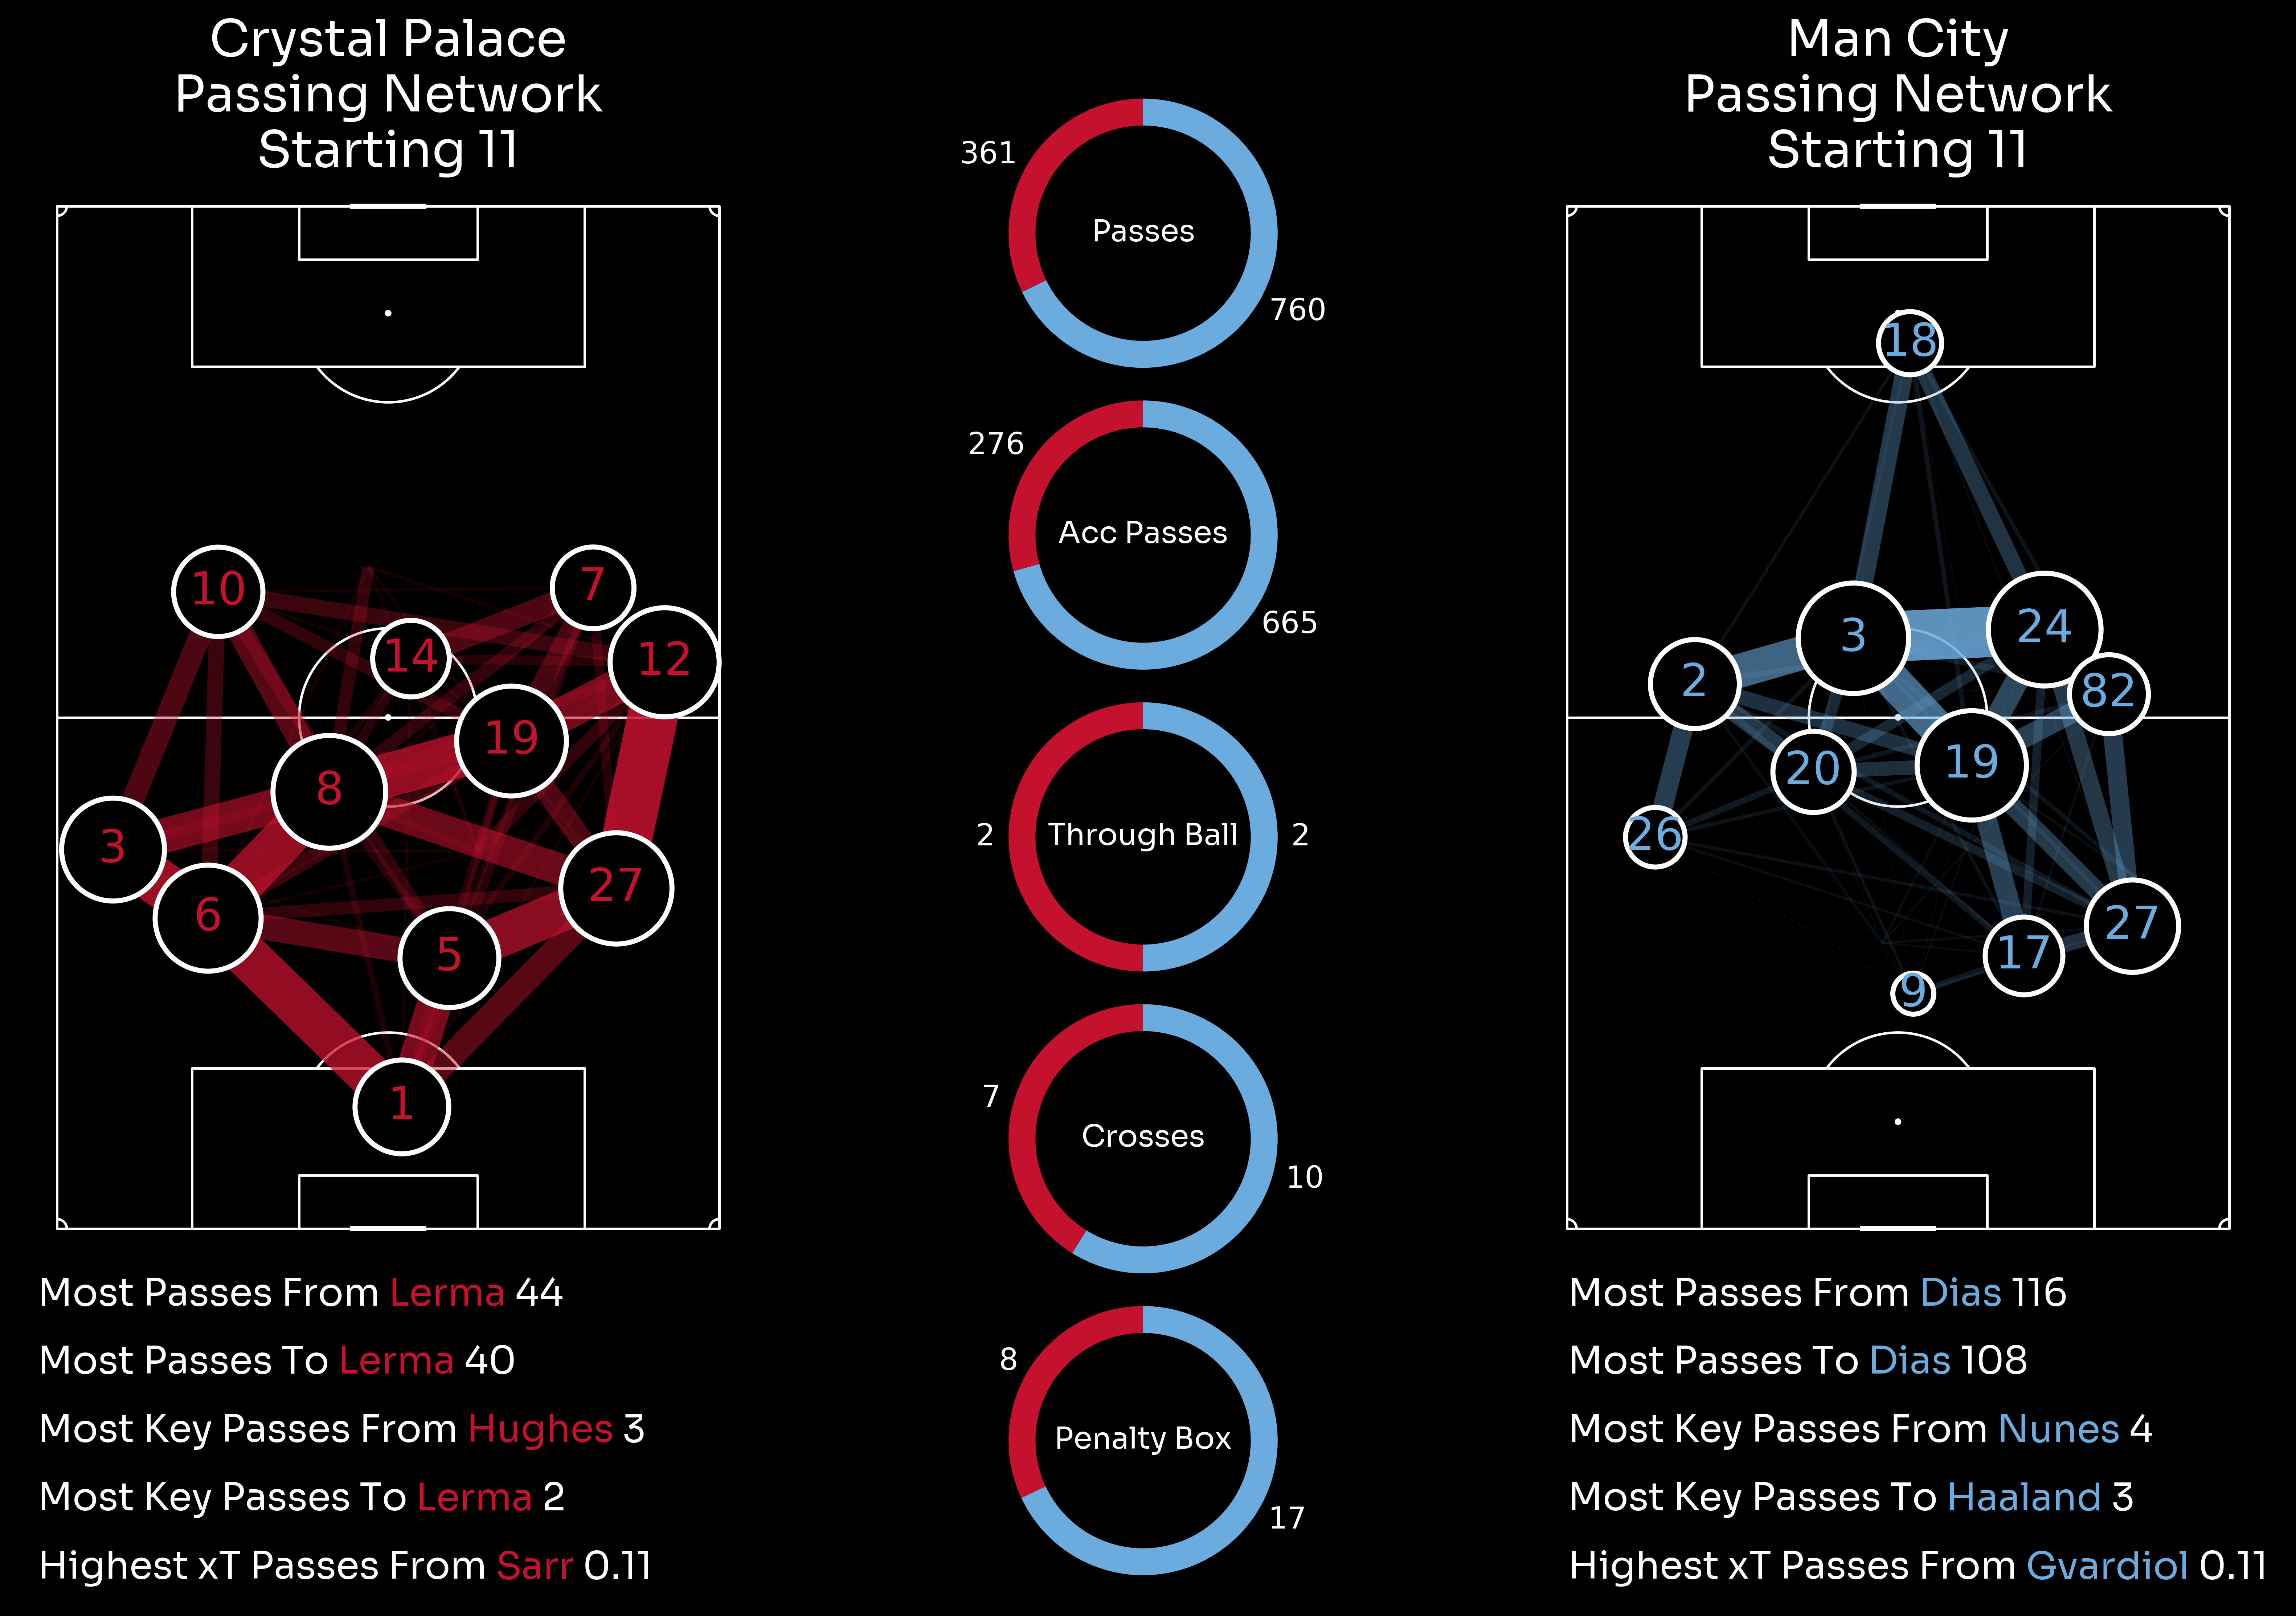 Crystal Palace
Passing Network
Starting 11
10
7
14
12
19
8
3
6
27
5
1
Most Passes From Lerma 44
Most Passes To Lerma 40
Most Key Passes From Hughes 3
Most Key Passes To Lerma 2
Highest xT Passes From Sarr 0.11
361
Passes
760
276
Acc Passes
665
2 Through Ball 2
7
Crosses
10
8
Penalty Box
17
Man City
Passing Network
Starting 11
18
3
24
2
82
20
19
26
27
17
9
Most Passes From Dias 116
Most Passes To Dias 108
Most Key Passes From Nunes 4
Most Key Passes To Haaland 3
Highest xT Passes From Gvardiol 0.11